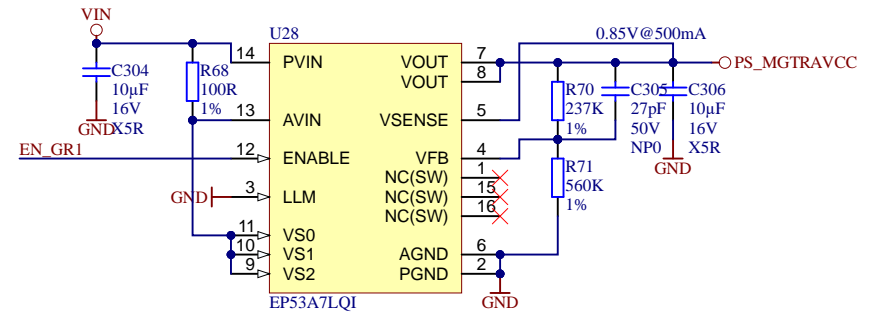 VIN
U28
0.85V@500mA
14
PVIN
VOUT
7
VOUT
8
PS_MGTRAVCC
C304
10µF
16V
X5R
GND
R68
100R
1%
R70
237K
1%
C305
27pF
50V
NP0
C306
10µF
16V
X5R
GND
13
AVIN
VSENSE
5
EN_GR1
12
ENABLE
VFB
4
NC(SW)
1
R71
560K
1%
GND
3
LLM
NC(SW)
15
NC(SW)
16
11
VS0
10
VS1
AGND
6
9
VS2
PGND
2
EP53A7LQI
GND